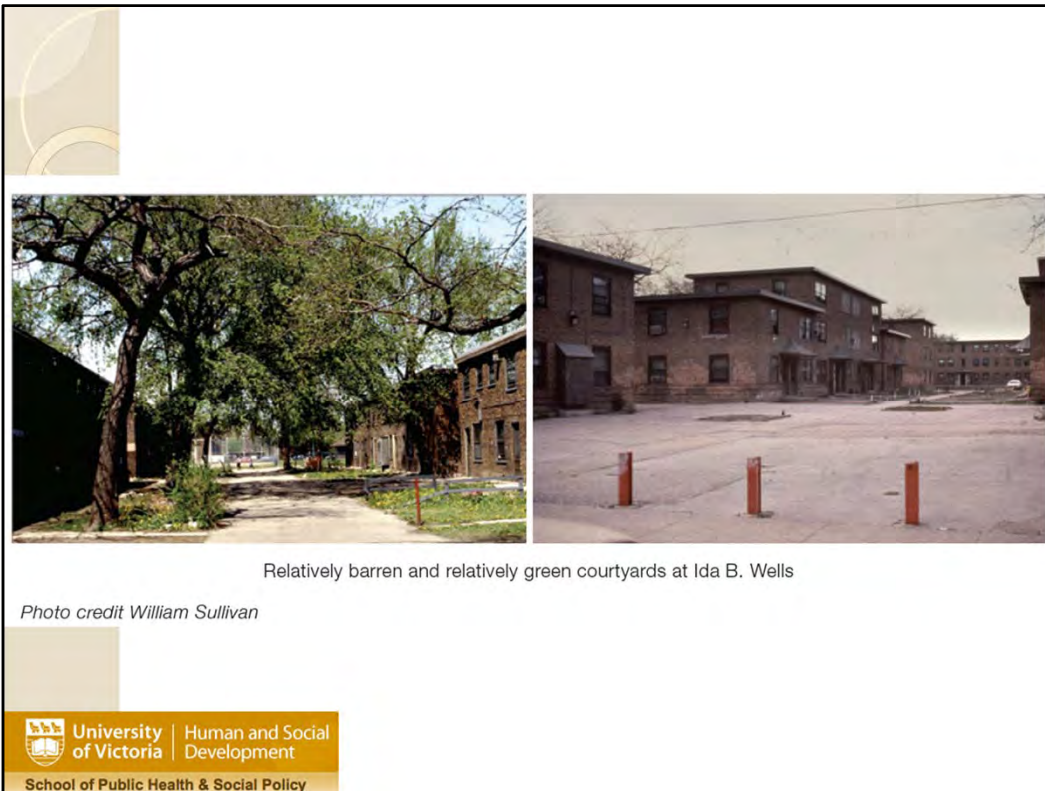 Relatively barren and relatively green courtyards at Ida B. Wells
Photo credit William Sullivan
University
of Victoria
Human and Social
Development
School of Public Health & Social Policy